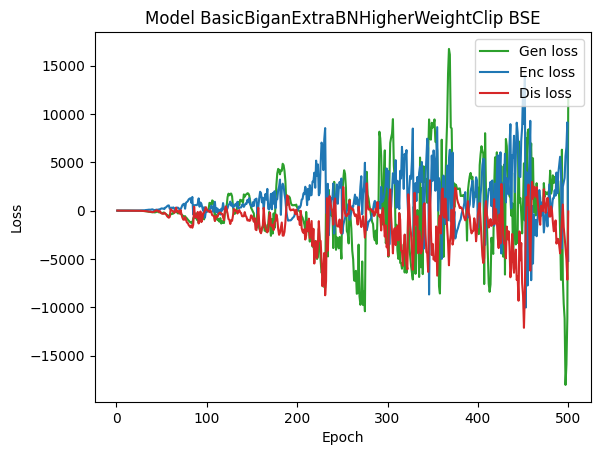 Model BasicBiganExtraBNHigherWeightClip BSE
Gen loss
Enc loss
Dis loss
15000
10000
5000
0
−5000
−10000
−15000
Loss
0
100
200
300
400
500
Epoch